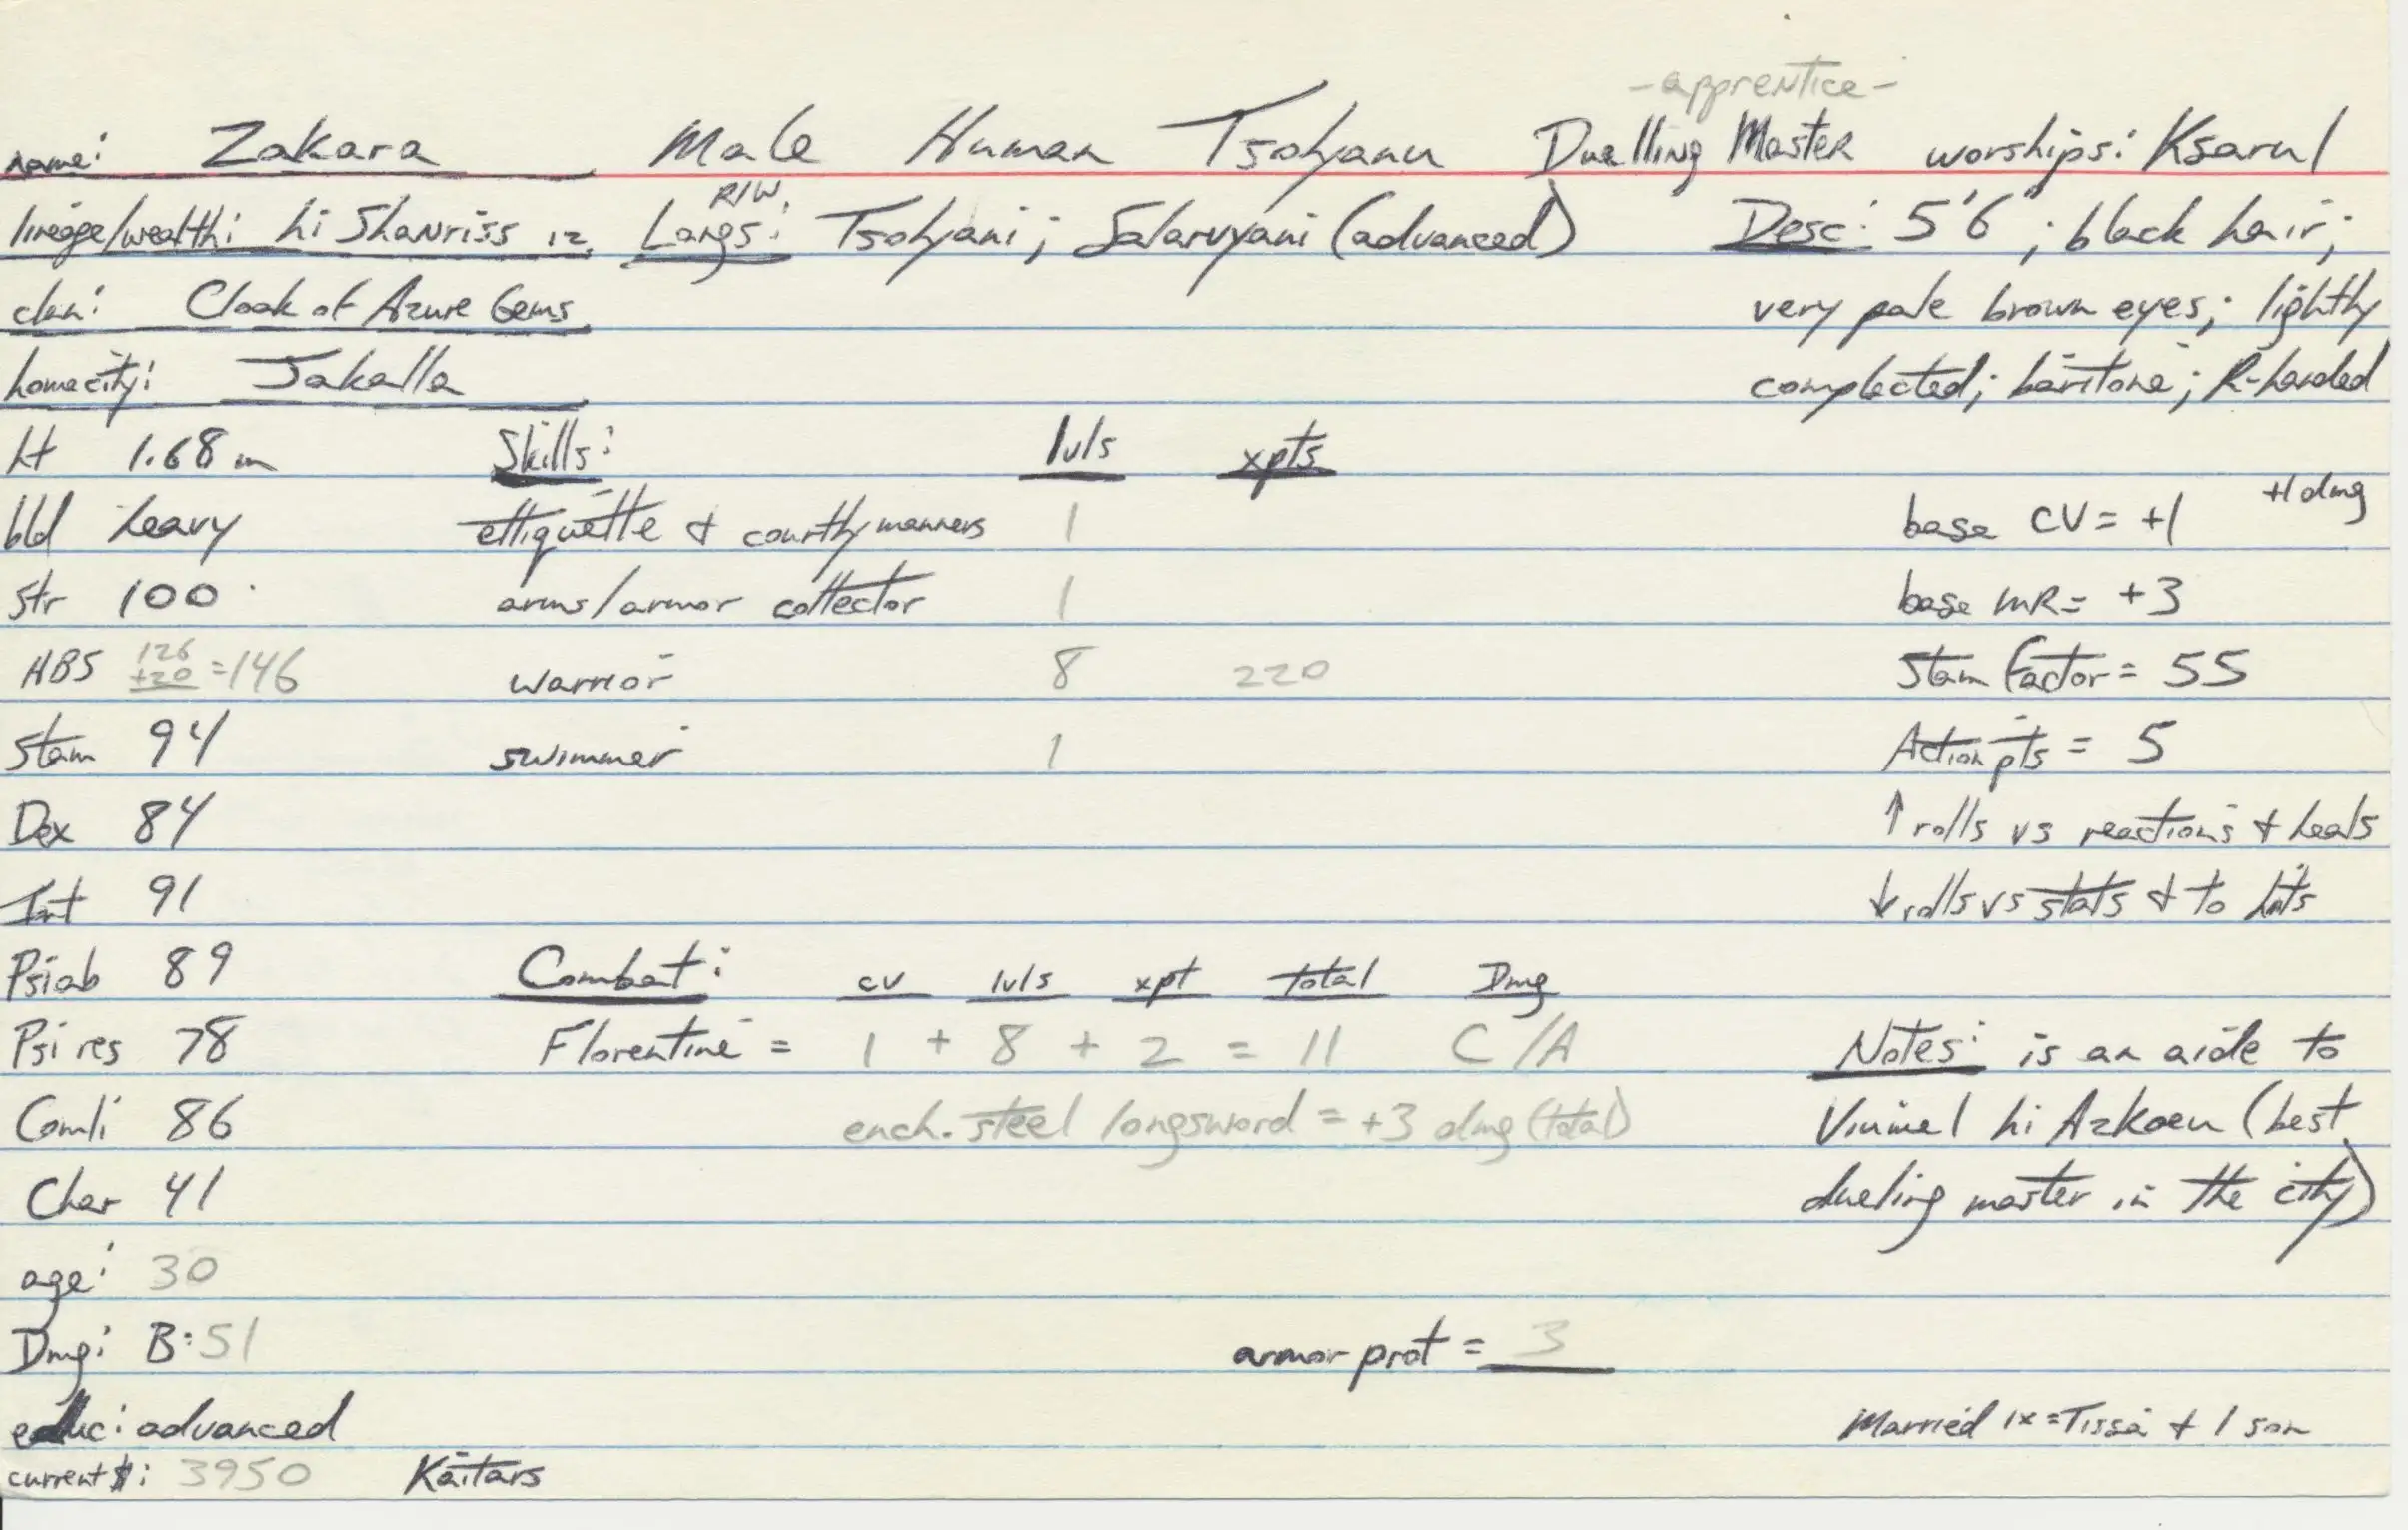 -apprentice-
name: Zakara Male Human Tsolyanu Duelling Master worships: Ksarul
R/W.
lineage/wealth: hi Shanriss 12. Langs: Tsolyani; Salarvyani (advanced) Desc: 5'6"; black hair;
clan: Cloak of Azure Gems very pale brown eyes; lightly
home city: Jakalla complected; baritone; R-handed
ht 1.68 m Skills: lvls xpts
bld heavy ettiquette & courtly manners 1 base CV = +1 +1 dmg
str 100 arms/armor collector 1 base MR = +3
HBS 126 +20 = 146 warrior 8 220 Stam Factor = 55
Stam 94 swimmer 1 Action pts = 5
Dex 84 ↑ rolls vs reactions & heals
Int 91 ↓ rolls vs stats & to hits
Psiab 89 Combat: cv lvls xpt total Dmg
Psi res 78 Florentine = 1 + 8 + 2 = 11 C/A Notes: is an aide to
Comli 86 ench. steel longsword = +3 dmg (total) Vinimel hi Azkaen (best
Char 41 dueling master in the city)
age: 30
Dmg: B: 51 armor prot = 3
educ: advanced Married 1x = Tissa + 1 son
current $: 3950 Kaitars